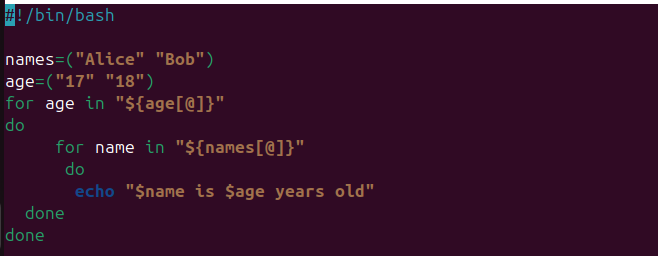 #!/bin/bash

names=("Alice" "Bob")
age=("17" "18")
for age in "${age[@]}"
do
     for name in "${names[@]}"
      do
       echo "$name is $age years old"
  done
done